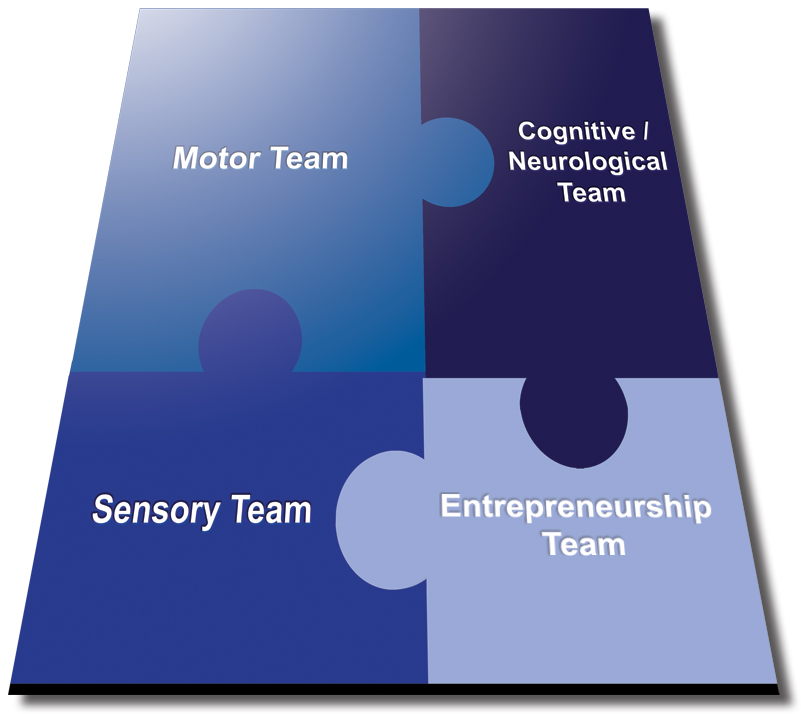 Motor Team
Cognitive /
Neurological
Team
Sensory Team
Entrepreneurship
Team